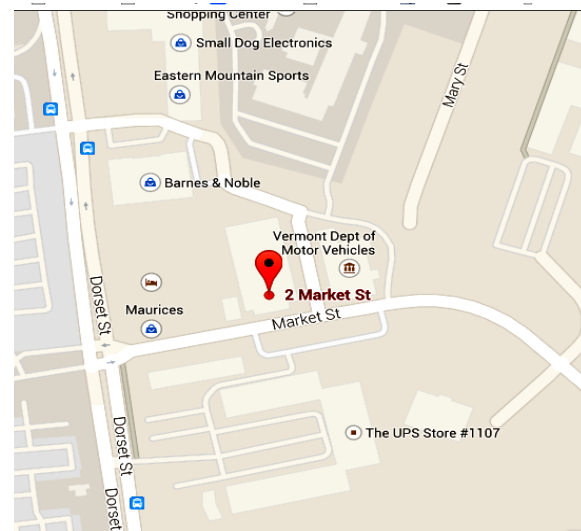 Shopping Center
Small Dog Electronics
Eastern Mountain Sports
Mary St
Barnes & Noble
Vermont Dept of
Motor Vehicles
Dorset St
2 Market St
Maurices
Market St
Dorset St
The UPS Store #1107
Dorset